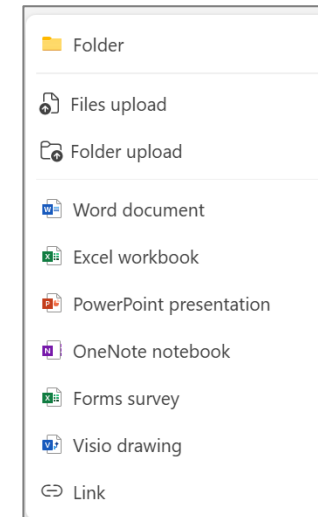 Folder
Files upload
Folder upload
Word document
Excel workbook
PowerPoint presentation
OneNote notebook
Forms survey
Visio drawing
Link